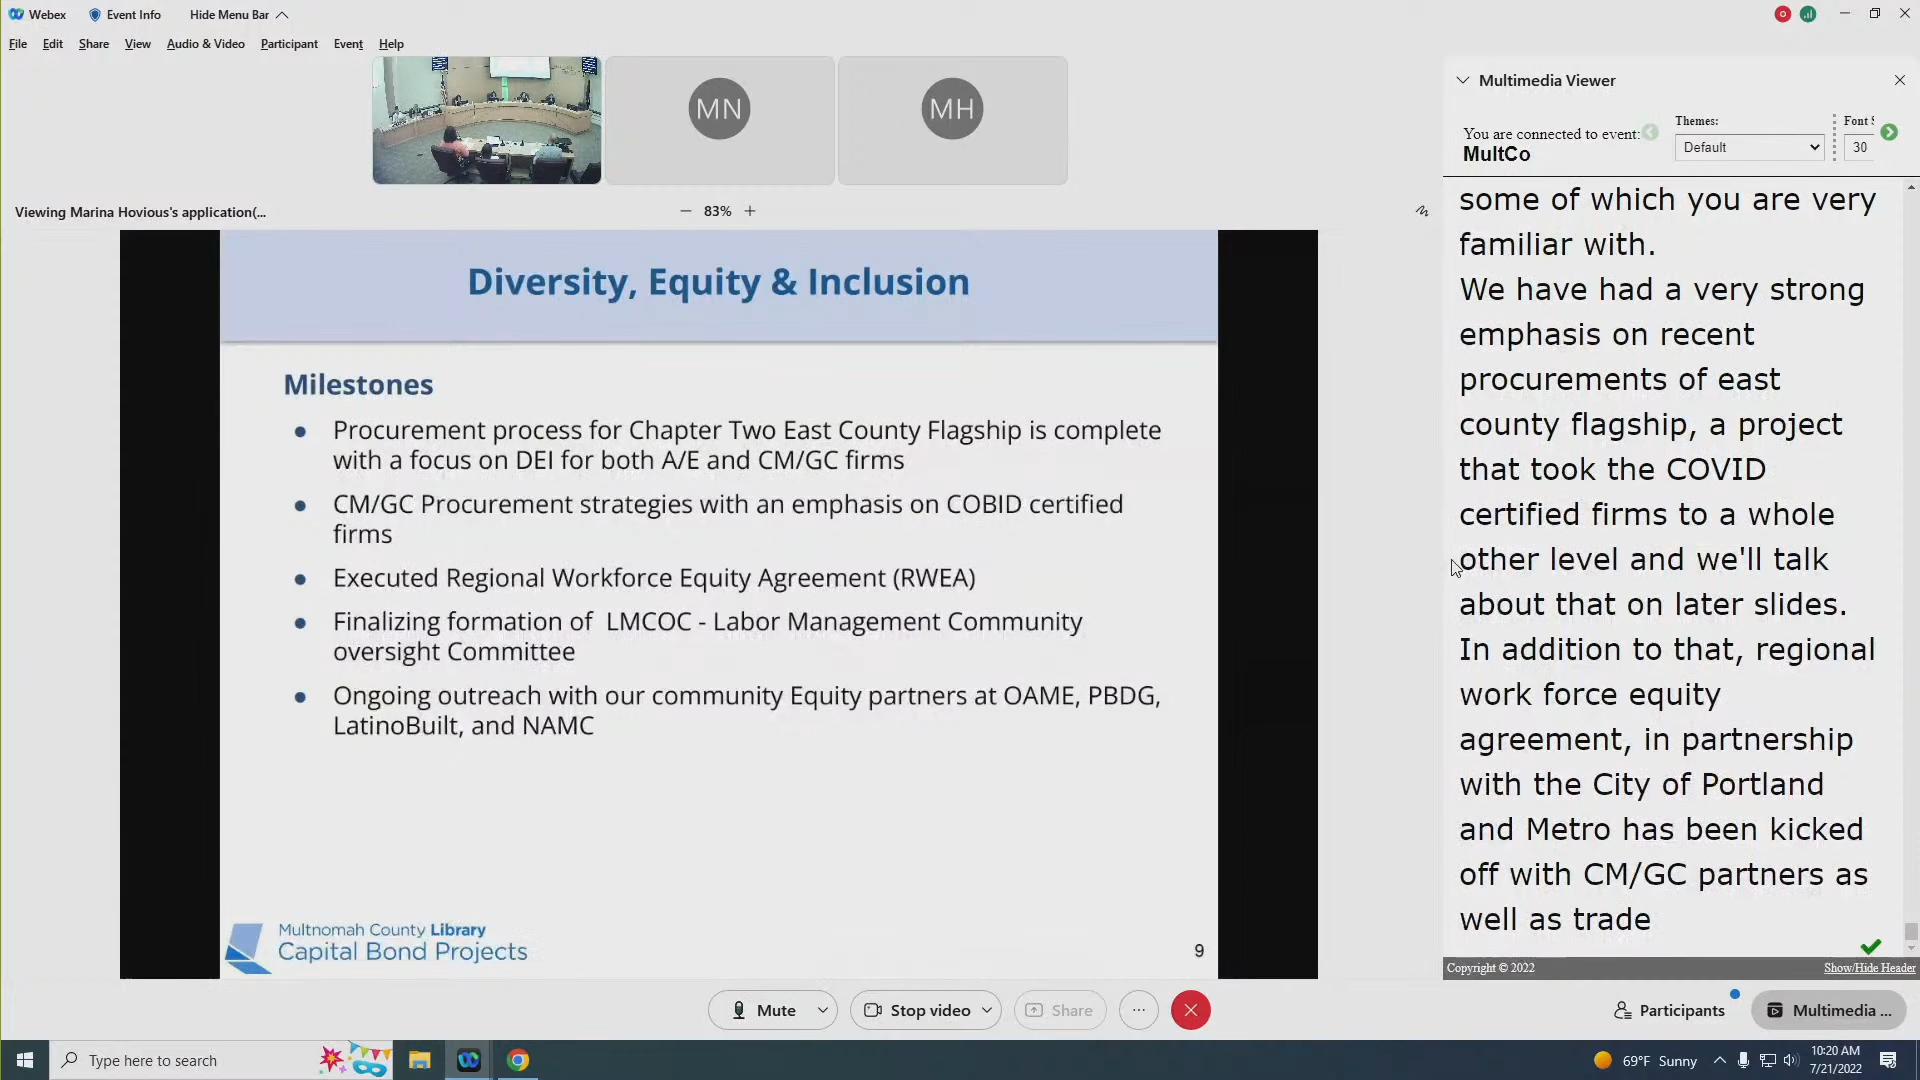 Webex
Event Info
Hide Menu Bar
File Edit Share View Audio & Video Participant Event Help
MN
MH
Viewing Marina Hovious's application(...
83%
Diversity, Equity & Inclusion
Milestones
Procurement process for Chapter Two East County Flagship is complete
with a focus on DEI for both A/E and CM/GC firms
CM/GC Procurement strategies with an emphasis on COBID certified
firms
Executed Regional Workforce Equity Agreement (RWEA)
Finalizing formation of LMCOC - Labor Management Community
oversight Committee
Ongoing outreach with our community Equity partners at OAME, PBDG,
LatinoBuilt, and NAMC
Multnomah County Library
Capital Bond Projects
9
Multimedia Viewer
You are connected to event:
MultCo
Themes:
Default
Font S
30
some of which you are very
familiar with.
We have had a very strong
emphasis on recent
procurements of east
county flagship, a project
that took the COVID
certified firms to a whole
other level and we'll talk
about that on later slides.
In addition to that, regional
work force equity
agreement, in partnership
with the City of Portland
and Metro has been kicked
off with CM/GC partners as
well as trade
Copyright © 2022
Show/Hide Header
Mute
Stop video
Share
Participants
Multimedia ...
Type here to search
69°F Sunny
10:20 AM
7/21/2022